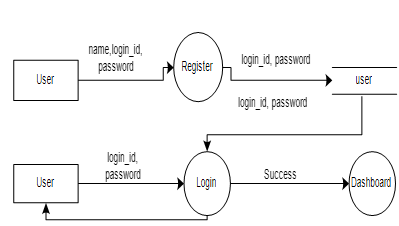 name,login_id,
password
User
Register
login_id, password
user
login_id, password
login_id,
password
User
Login
Success
Dashboard